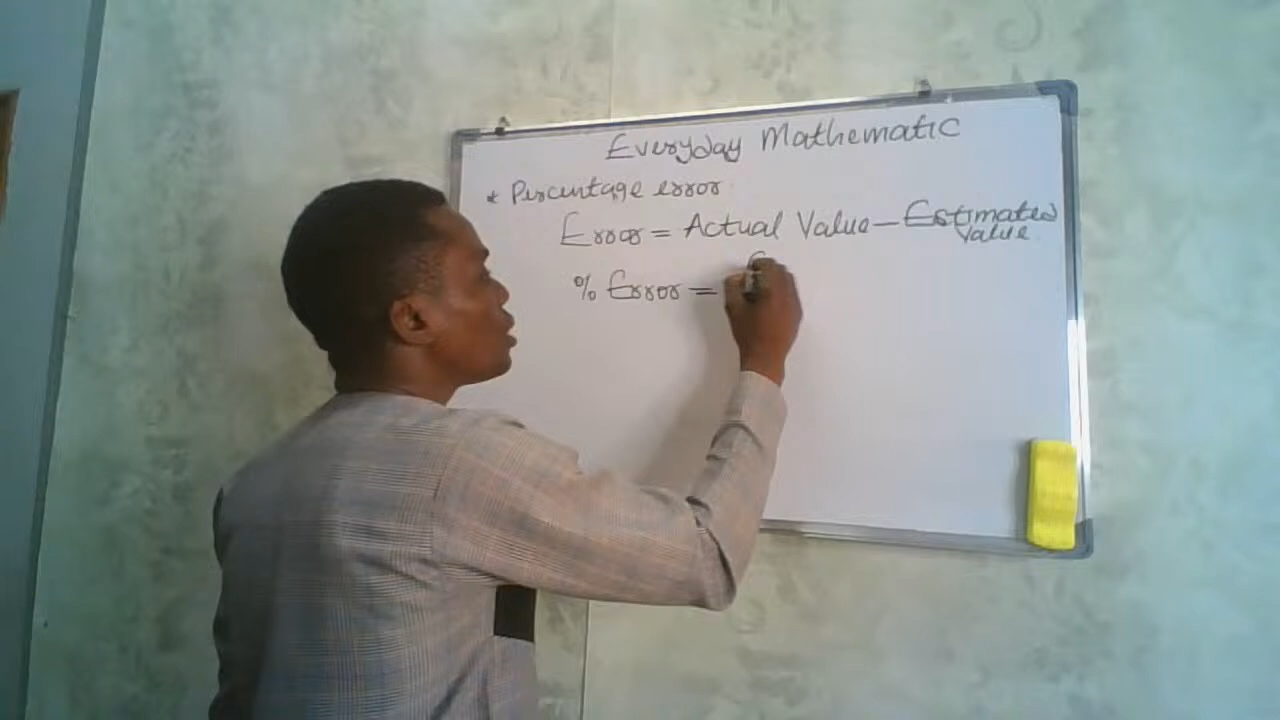 Everyday Mathematic
* Percentage error
Error = Actual Value - Estimated
Value
% Error =